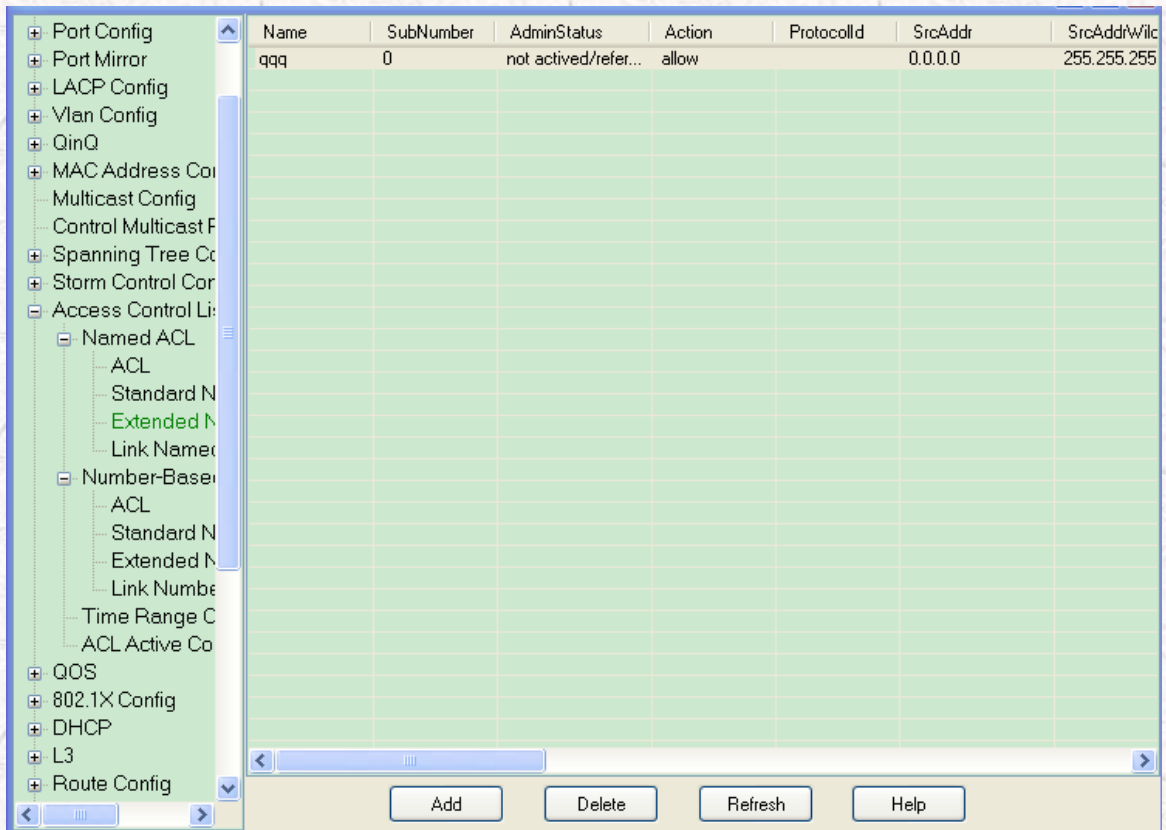 Port Config
Port Mirror
LACP Config
Vlan Config
QinQ
MAC Address Co
Multicast Config
Control Multicast
Spanning Tree C
Storm Control Cor
Access Control Li
Named ACL
ACL
Standard N
Extended N
Link Named
Number-Base
ACL
Standard N
Extended N
Link Numbe
Time Range C
ACL Active Co
QOS
802.1X Config
DHCP
L3
Route Config
Name SubNumber AdminStatus Action ProtocolId SrcAddr SrcAddrWild
qqq 0 not actived/refer... allow 0.0.0.0 255.255.255
Add Delete Refresh Help